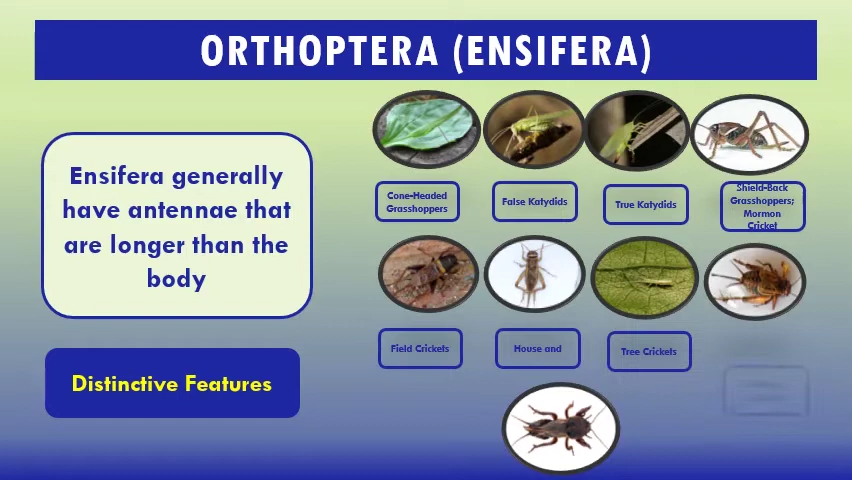 ORTHOPTERA (ENSIFERA)
Ensifera generally
have antennae that
are longer than the
body
Distinctive Features
Cone-Headed
Grasshoppers
False Katydids
True Katydids
Shield-Back
Grasshoppers;
Mormon
Cricket
Field Crickets
House and
Tree Crickets